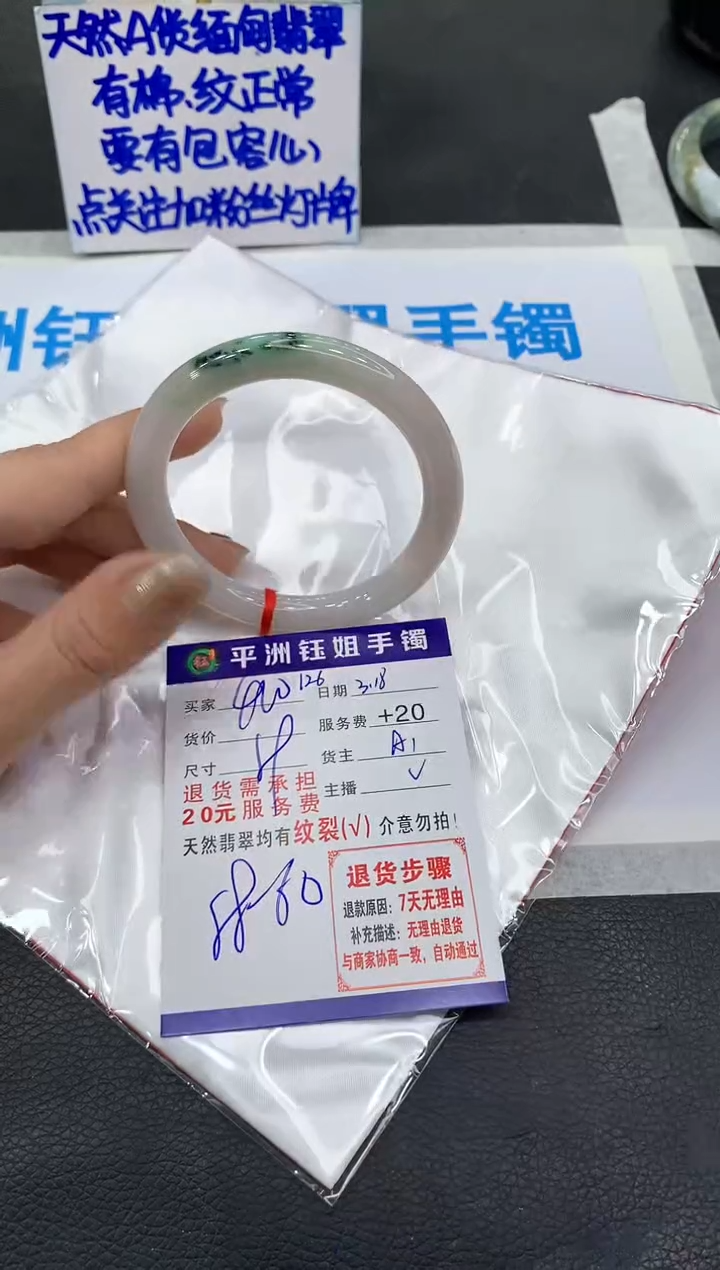 天然A货缅甸翡翠
有棉、纹正常
要有包容心
点关注加粉丝灯牌
洲钰
翠手镯
钰
平洲钰姐手镯
买家 126 日期 3.18
货价 服务费 +20
尺寸 货主 A1
退货需承担
20元服务费
主播 √
天然翡翠均有纹裂(√) 介意勿拍!
退货步骤
退款原因：7天无理由
补充描述：无理由退货
与商家协商一致，自动通过